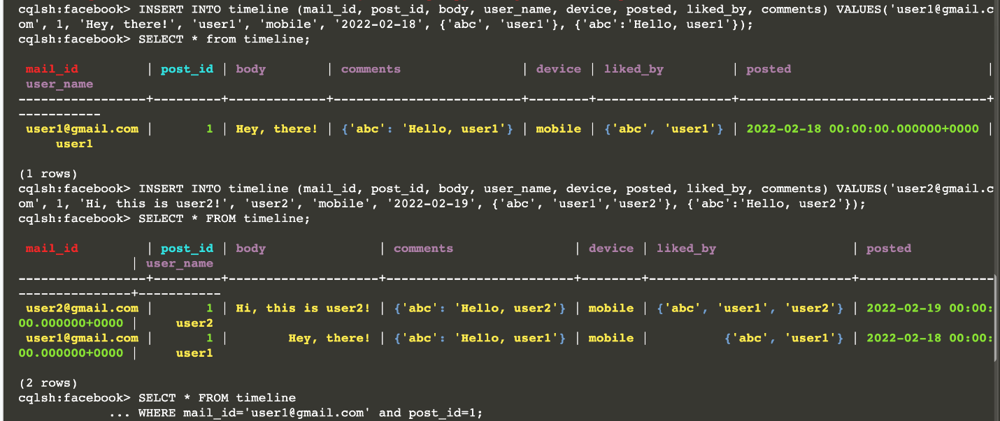 cqlsh:facebook> INSERT INTO timeline (mail_id, post_id, body, user_name, device, posted, liked_by, comments) VALUES('user1@gmail.c
om', 1, 'Hey, there!', 'user1', 'mobile', '2022-02-18', {'abc', 'user1'}, {'abc':'Hello, user1'});
cqlsh:facebook> SELECT * from timeline;
mail_id | post_id | body | comments | device | liked_by | posted |
user_name
-----------------+---------+-------------+-------------------------+--------+------------------+---------------------------------+
-----------
user1@gmail.com | 1 | Hey, there! | {'abc': 'Hello, user1'} | mobile | {'abc', 'user1'} | 2022-02-18 00:00:00.000000+0000 |
user1
(1 rows)
cqlsh:facebook> INSERT INTO timeline (mail_id, post_id, body, user_name, device, posted, liked_by, comments) VALUES('user2@gmail.c
om', 1, 'Hi, this is user2!', 'user2', 'mobile', '2022-02-19', {'abc', 'user1','user2'}, {'abc':'Hello, user2'});
cqlsh:facebook> SELECT * FROM timeline;
mail_id | post_id | body | comments | device | liked_by | posted
| user_name
-----------------+---------+--------------------+-------------------------+--------+---------------------------+------------------
----------------+-----------
user2@gmail.com | 1 | Hi, this is user2! | {'abc': 'Hello, user2'} | mobile | {'abc', 'user1', 'user2'} | 2022-02-19 00:00:
00.000000+0000 | user2
user1@gmail.com | 1 | Hey, there! | {'abc': 'Hello, user1'} | mobile | {'abc', 'user1'} | 2022-02-18 00:00:
00.000000+0000 | user1
(2 rows)
cqlsh:facebook> SELCT * FROM timeline
... WHERE mail_id='user1@gmail.com' and post_id=1;